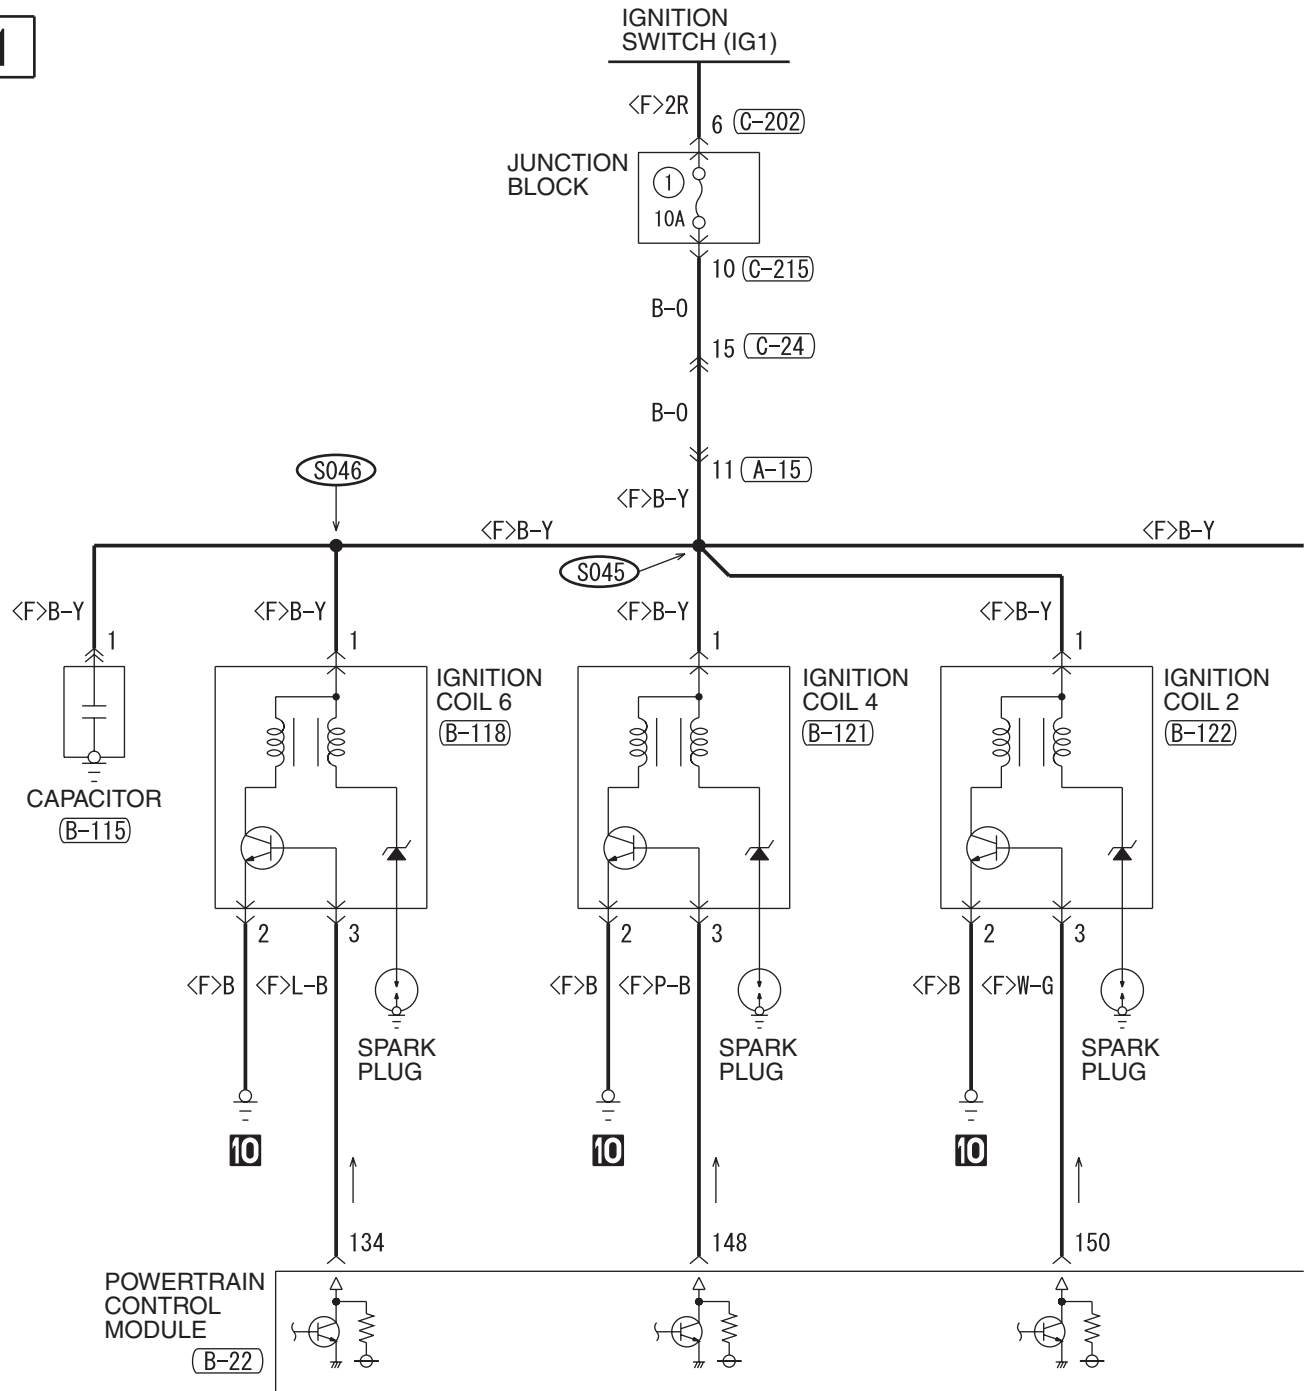 1
IGNITION
SWITCH (IG1)
<F>2R
6 C-202
JUNCTION
BLOCK
1
10A
10 C-215
B-O
15 C-24
B-O
11 A-15
S046
<F>B-Y
<F>B-Y
<F>B-Y
S045
<F>B-Y
<F>B-Y
<F>B-Y
<F>B-Y
1
1
1
1
IGNITION
COIL 6
B-118
IGNITION
COIL 4
B-121
IGNITION
COIL 2
B-122
CAPACITOR
B-115
2
3
2
3
2
3
<F>B
<F>L-B
<F>B
<F>P-B
<F>B
<F>W-G
SPARK
PLUG
SPARK
PLUG
SPARK
PLUG
10
10
10
134
148
150
POWERTRAIN
CONTROL
MODULE
B-22